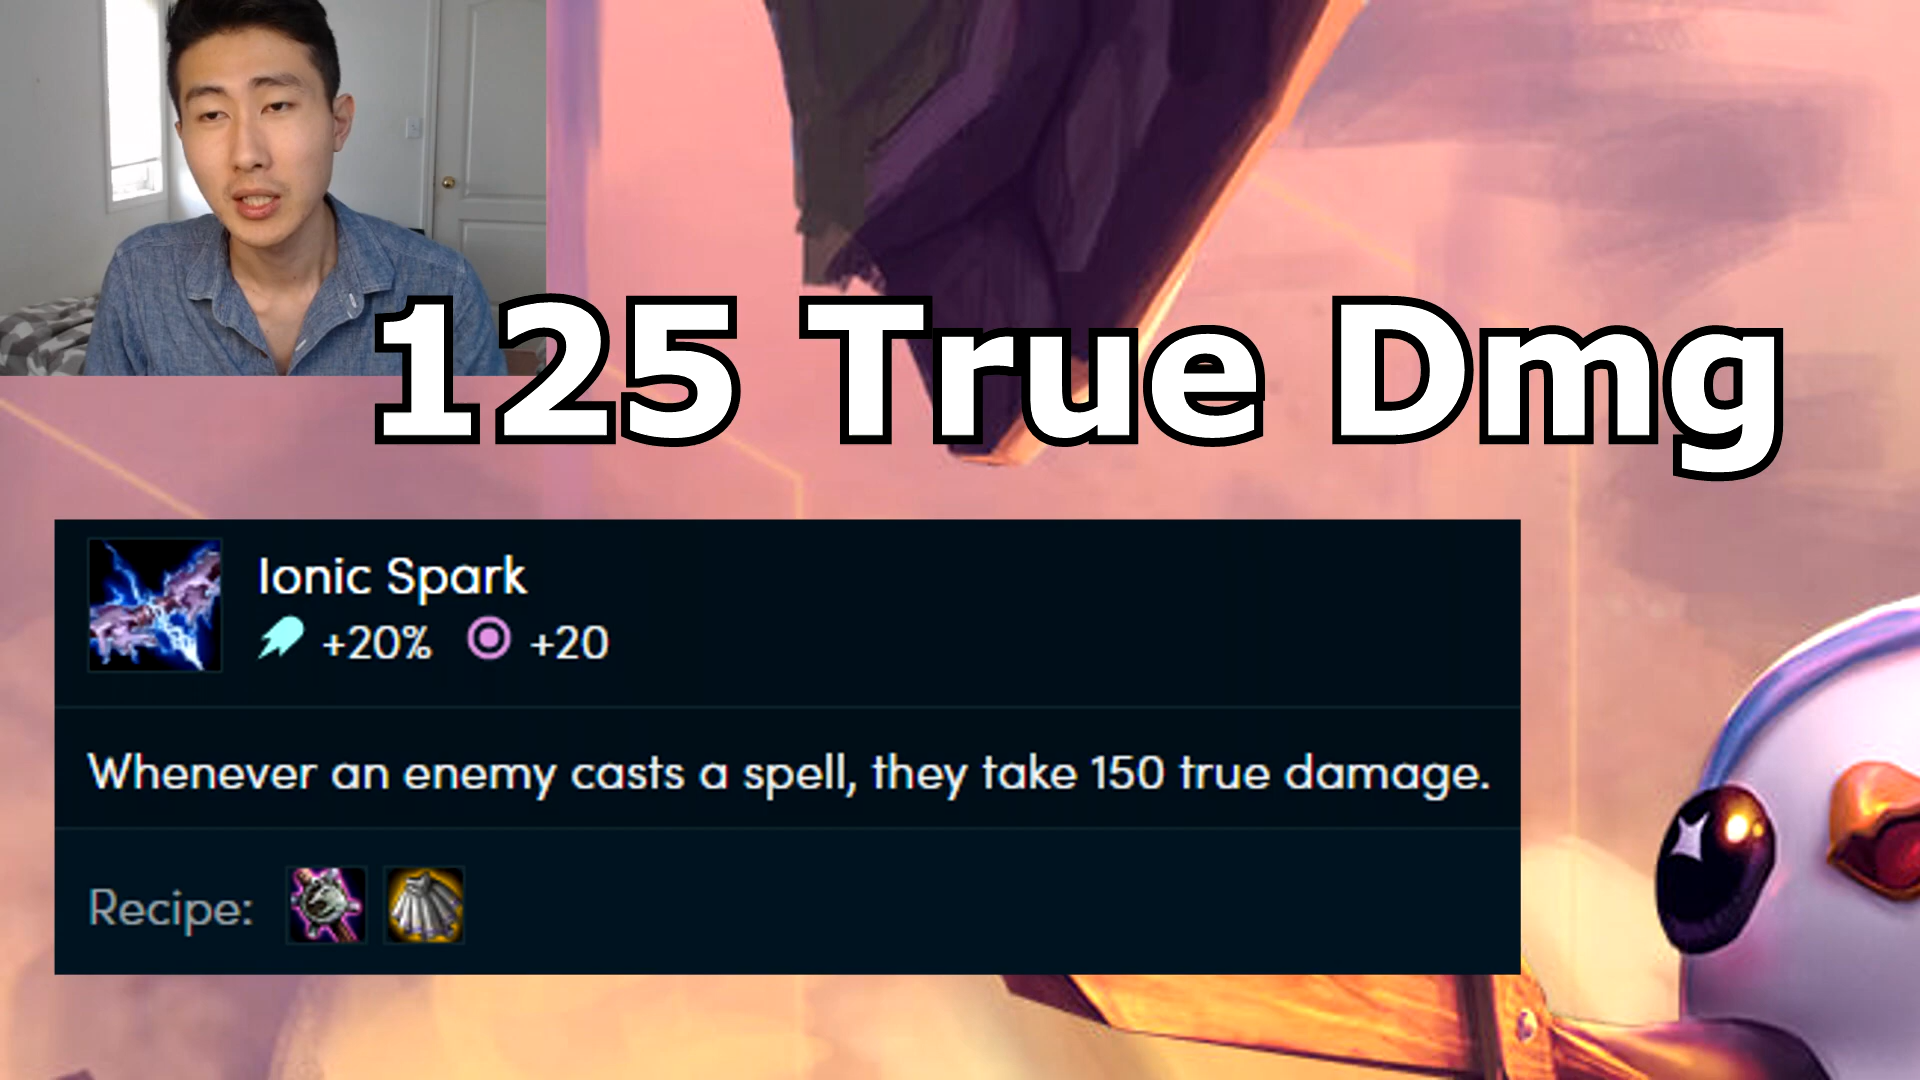 125 True Dmg
Ionic Spark
+20% +20
Whenever an enemy casts a spell, they take 150 true damage.
Recipe: